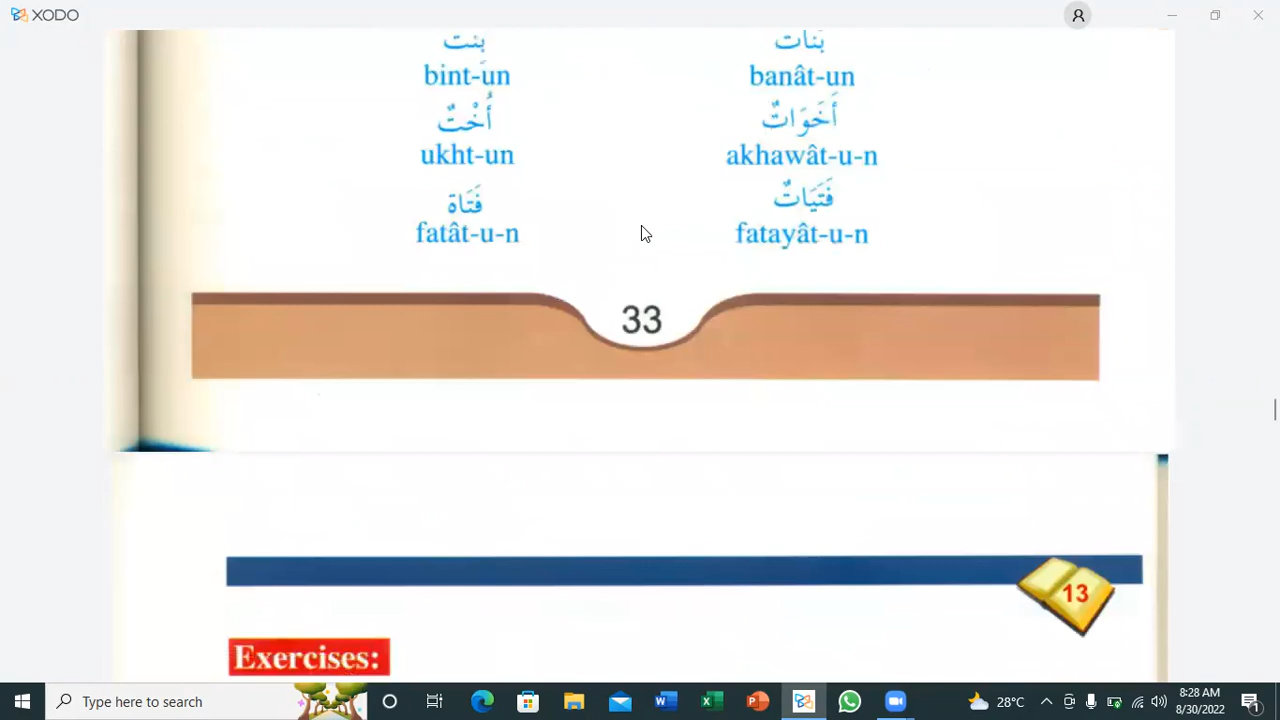 XODO
بِنْتٌ بَنَاتٌ
bint-un banât-un
أُخْتٌ أَخَوَاتٌ
ukht-un akhawât-u-n
فَتَاة فَتَيَاتٌ
fatât-u-n fatayât-u-n
33
13
Exercises:
Type here to search
28°C
8:28 AM
8/30/2022
1